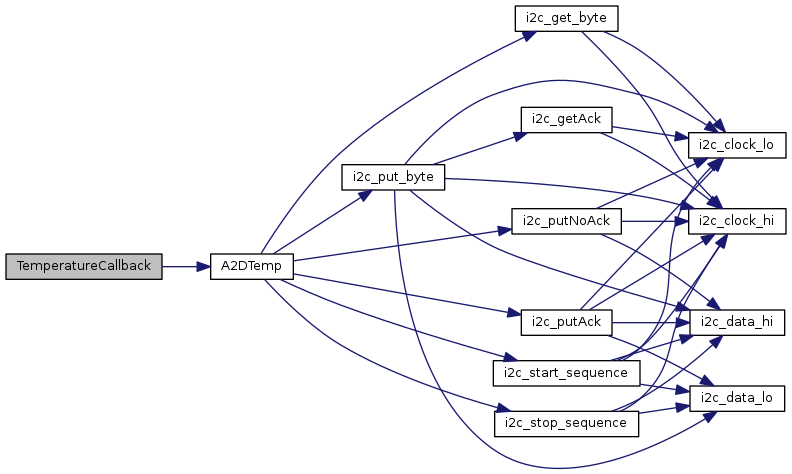 i2c_get_byte
i2c_getAck
i2c_clock_lo
i2c_put_byte
i2c_putNoAck
i2c_clock_hi
TemperatureCallback
A2DTemp
i2c_putAck
i2c_data_hi
i2c_start_sequence
i2c_data_lo
i2c_stop_sequence